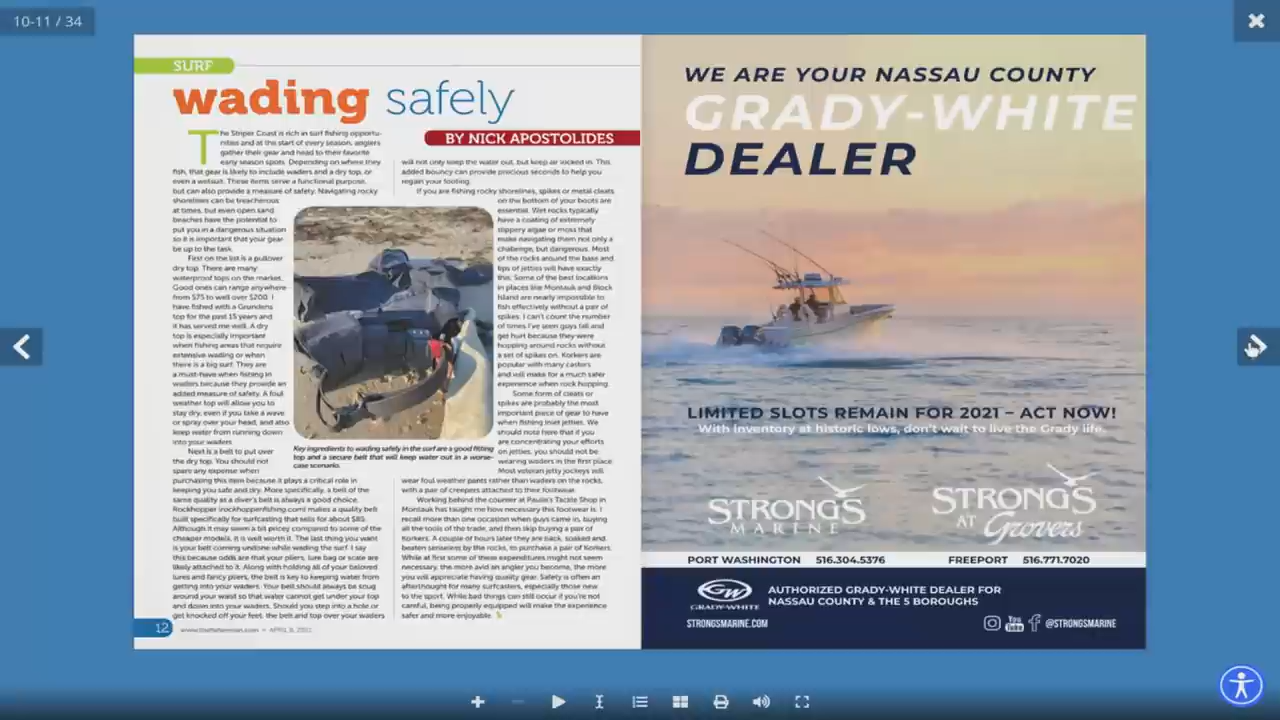 10-11 / 34
SURF
wading safely
BY NICK APOSTOLIDES
The Striper Coast is rich in surf fishing opportu-
nities and at the start of every season, anglers
gather their gear and head to their favorite
early season spots. Depending on where they
fish, that gear is likely to include waders and a dry top, or
even a wetsuit. These items serve a functional purpose,
but can also provide a measure of safety. Navigating rocky
shorelines can be treacherous
at times, but even open sand
beaches have the potential to
put you in a dangerous situation
so it is important that your gear
be up to the task.
First on the list is a pullover
dry top. There are many
waterproof tops on the market.
Good ones can range anywhere
from $75 to well over $200. I
have fished with a Grundens
top for the past 15 years and
it has served me well. A dry
top is especially important
when fishing areas that require
extensive wading or when
there is a big surf. They are
a must-have when fishing in
waders because they provide an
added measure of safety. A foul
weather top will allow you to
stay dry, even if you take a wave
or spray over your head, and also
keep water from running down
into your waders.
Next is a belt to put over
the dry top. You should not
spare any expense when
purchasing this item because it plays a critical role in
keeping you safe and dry. More specifically, a belt of the
same quality as a diver's belt is always a good choice.
Rockhopper (rockhopperfishing.com) makes a quality belt
built specifically for surfcasting that sells for about $85.
Although it may seem a bit pricey compared to some of the
cheaper models, it is well worth it. The last thing you want
is your belt coming undone while wading the surf. I say
this because odds are that your pliers, lure bag or scale are
likely attached to it. Along with holding all of your beloved
lures and fancy pliers, the belt is key to keeping water from
getting into your waders. Your belt should always be snug
around your waist so that water cannot get under your top
and down into your waders. Should you step into a hole or
get knocked off your feet, the belt and top over your waders
will not only keep the water out, but keep air locked in. This
added bouncy can provide precious seconds to help you
regain your footing.
If you are fishing rocky shorelines, spikes or metal cleats
on the bottom of your boots are
essential. Wet rocks typically
have a coating of extremely
slippery algae or moss that
make navigating them not only a
challenge, but dangerous. Most
of the rocks around the base and
tips of jetties will have exactly
this. Some of the best locations
in places like Montauk and Block
Island are nearly impossible to
fish effectively without a pair of
spikes. I can't count the number
of times I've seen guys fall and
get hurt because they were
hopping around rocks without
a set of spikes on. Korkers are
popular with many casters
and will make for a much safer
experience when rock hopping.
Some form of cleats or
spikes are probably the most
important piece of gear to have
when fishing inlet jetties. We
should note here that if you
are concentrating your efforts
on jetties, you should not be
wearing waders in the first place.
Most veteran jetty jockeys will
wear foul weather pants rather than waders on the rocks,
with a pair of creepers attached to their footwear.
Working behind the counter at Paulie's Tackle Shop in
Montauk has taught me how necessary this footwear is. I
recall more than one occasion when guys came in, buying
all the tools of the trade, and then skip buying a pair of
Korkers. A couple of hours later they are back, soaked and
beaten senseless by the rocks, to purchase a pair of Korkers.
While at first some of these expenditures might not seem
necessary, the more avid an angler you become, the more
you will appreciate having quality gear. Safety is often an
afterthought for many surfcasters, especially those new
to the sport. While bad things can still occur if you're not
careful, being properly equipped will make the experience
safer and more enjoyable.
Key ingredients to wading safely in the surf are a good fitting
top and a secure belt that will keep water out in a worse-
case scenario.
12 www.thefisherman.com • APRIL 8, 2021
WE ARE YOUR NASSAU COUNTY
GRADY-WHITE
DEALER
LIMITED SLOTS REMAIN FOR 2021 – ACT NOW!
With inventory at historic lows, don't wait to live the Grady life.
STRONG'S
MARINE
STRONG'S
AT Grovers
PORT WASHINGTON 516.304.5376 FREEPORT 516.771.7020
GW
GRADY-WHITE
AUTHORIZED GRADY-WHITE DEALER FOR
NASSAU COUNTY & THE 5 BOROUGHS
STRONGSMARINE.COM
You Tube
@STRONGSMARINE